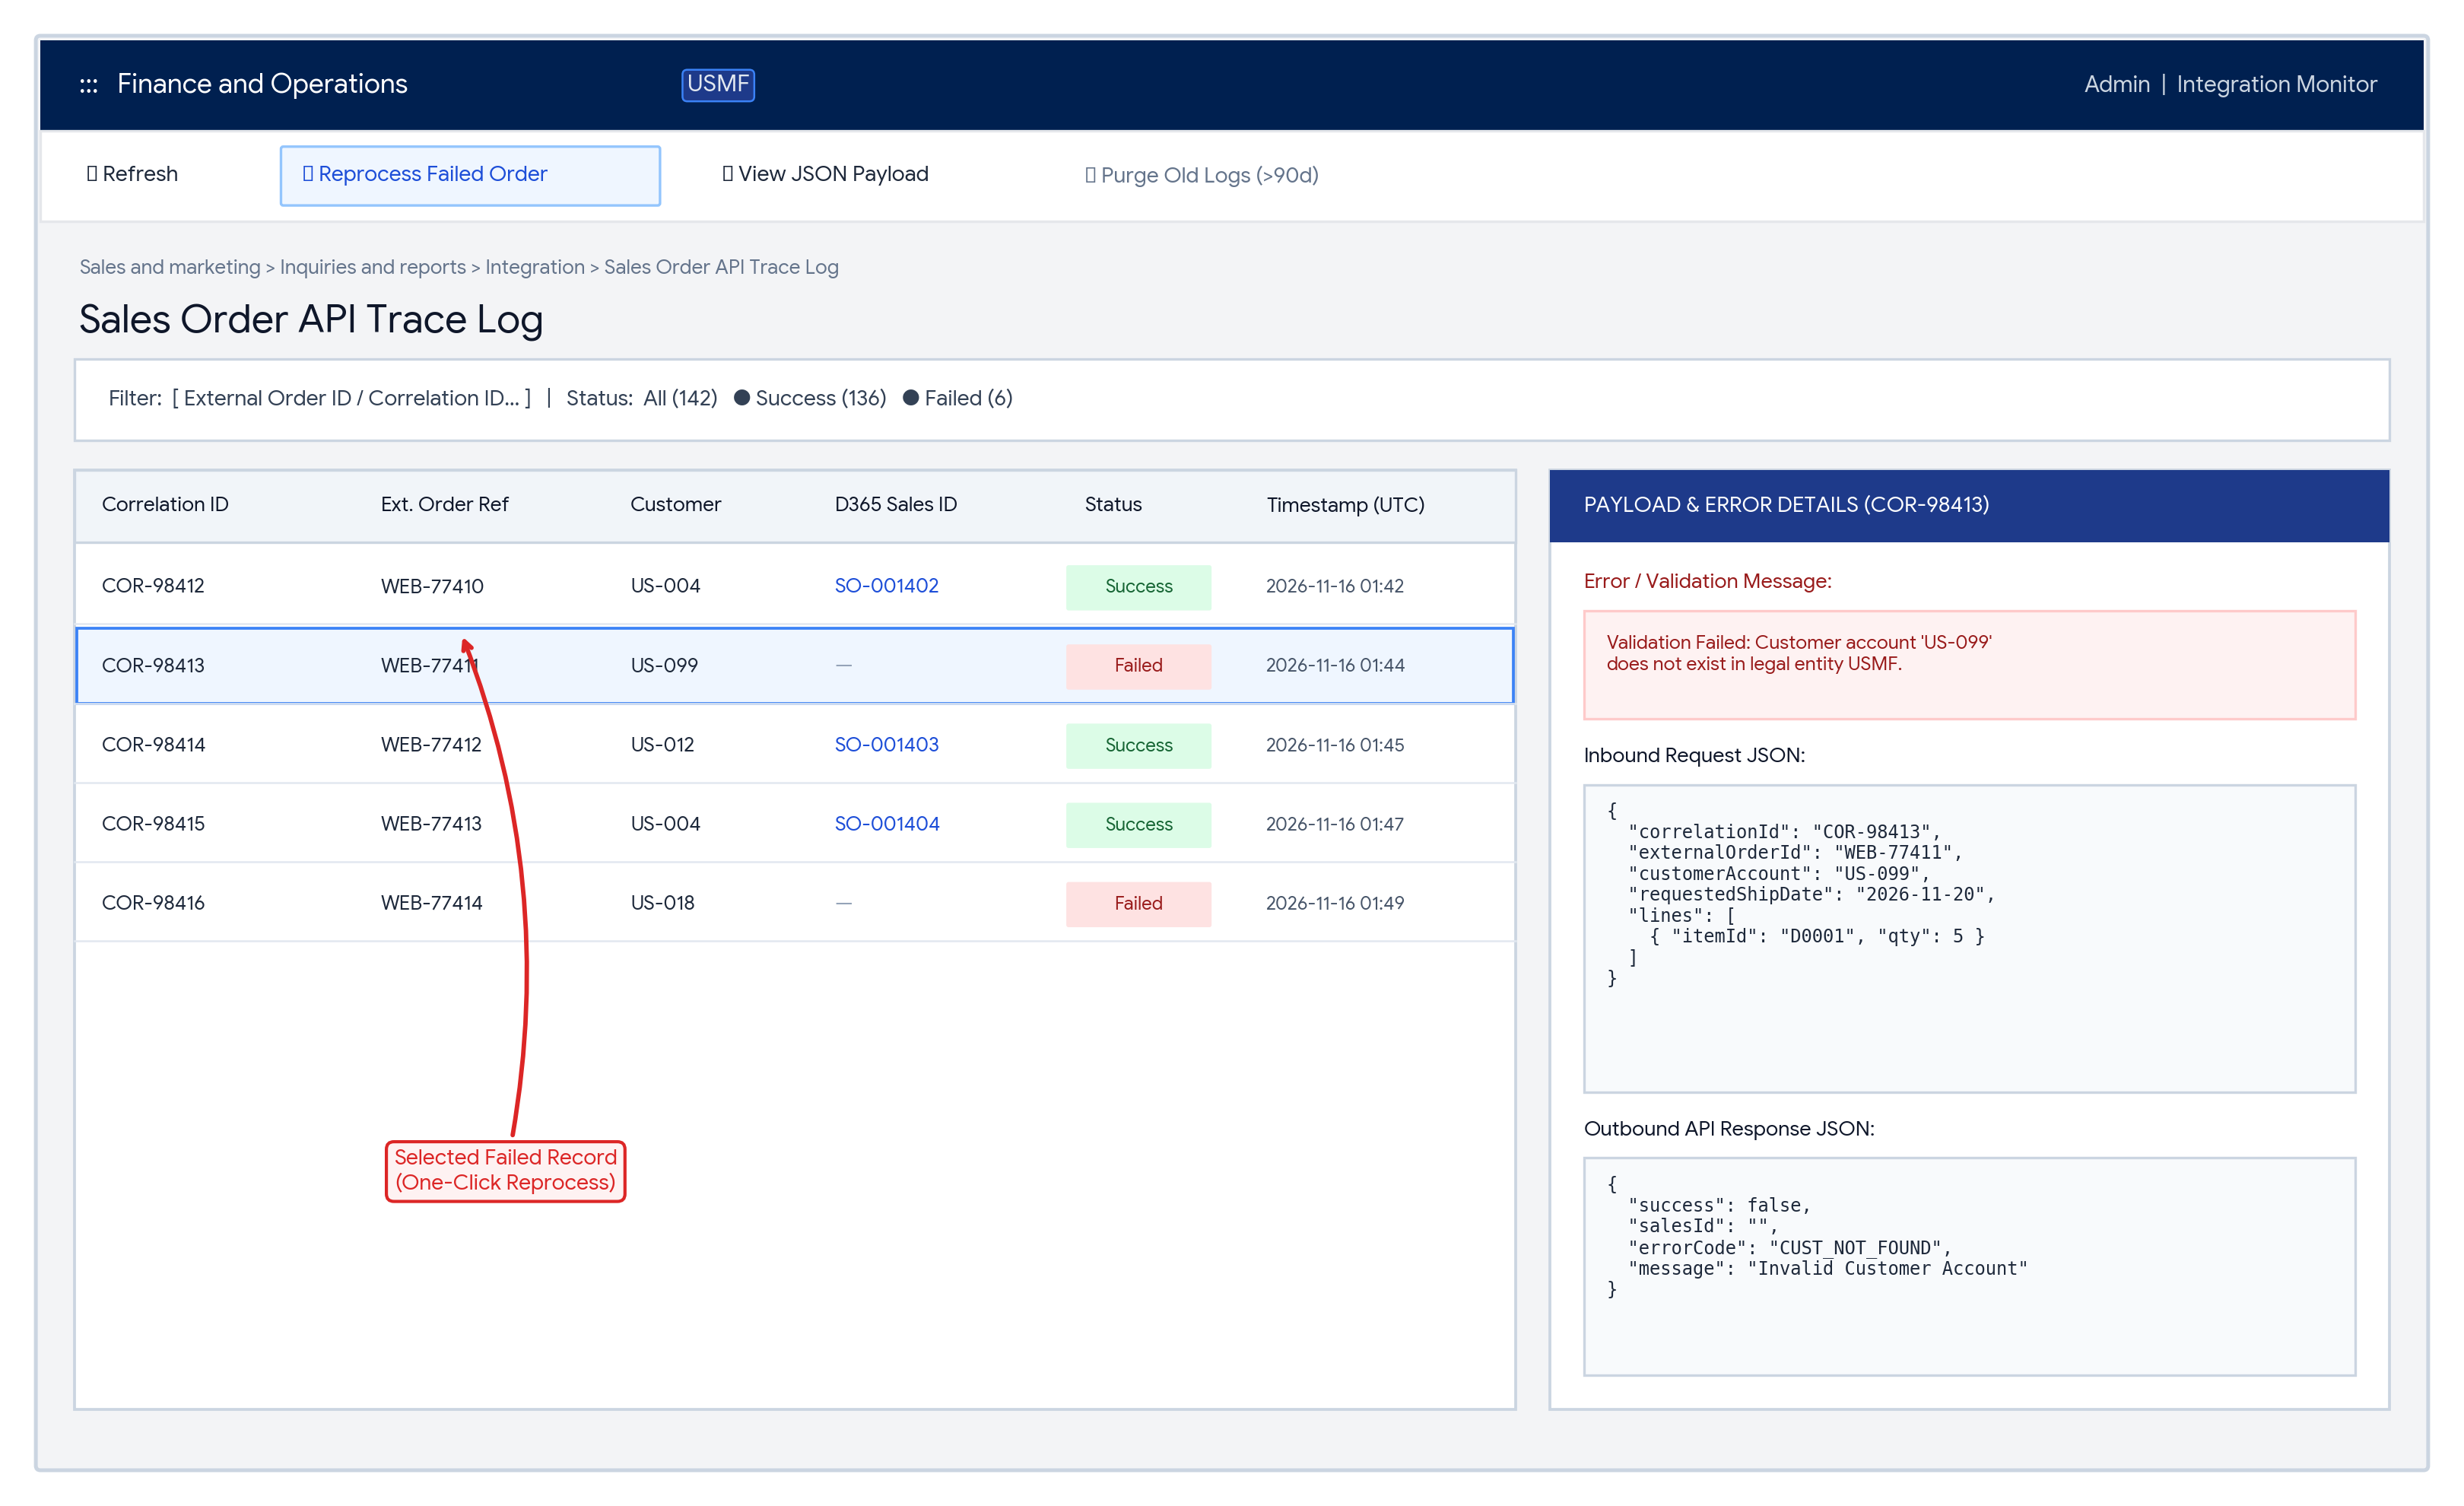 ::: Finance and Operations USMF Admin | Integration Monitor
Refresh Reprocess Failed Order View JSON Payload Purge Old Logs (>90d)
Sales and marketing > Inquiries and reports > Integration > Sales Order API Trace Log
Sales Order API Trace Log
Filter: [ External Order ID / Correlation ID... ] | Status: All (142) ● Success (136) ● Failed (6)
Correlation ID Ext. Order Ref Customer D365 Sales ID Status Timestamp (UTC)
COR-98412 WEB-77410 US-004 SO-001402 Success 2026-11-16 01:42
COR-98413 WEB-77411 US-099 — Failed 2026-11-16 01:44
COR-98414 WEB-77412 US-012 SO-001403 Success 2026-11-16 01:45
COR-98415 WEB-77413 US-004 SO-001404 Success 2026-11-16 01:47
COR-98416 WEB-77414 US-018 — Failed 2026-11-16 01:49
Selected Failed Record
(One-Click Reprocess)
PAYLOAD & ERROR DETAILS (COR-98413)
Error / Validation Message:
Validation Failed: Customer account 'US-099'
does not exist in legal entity USMF.
Inbound Request JSON:
{
  "correlationId": "COR-98413",
  "externalOrderId": "WEB-77411",
  "customerAccount": "US-099",
  "requestedShipDate": "2026-11-20",
  "lines": [
    { "itemId": "D0001", "qty": 5 }
  ]
}
Outbound API Response JSON:
{
  "success": false,
  "salesId": "",
  "errorCode": "CUST_NOT_FOUND",
  "message": "Invalid Customer Account"
}